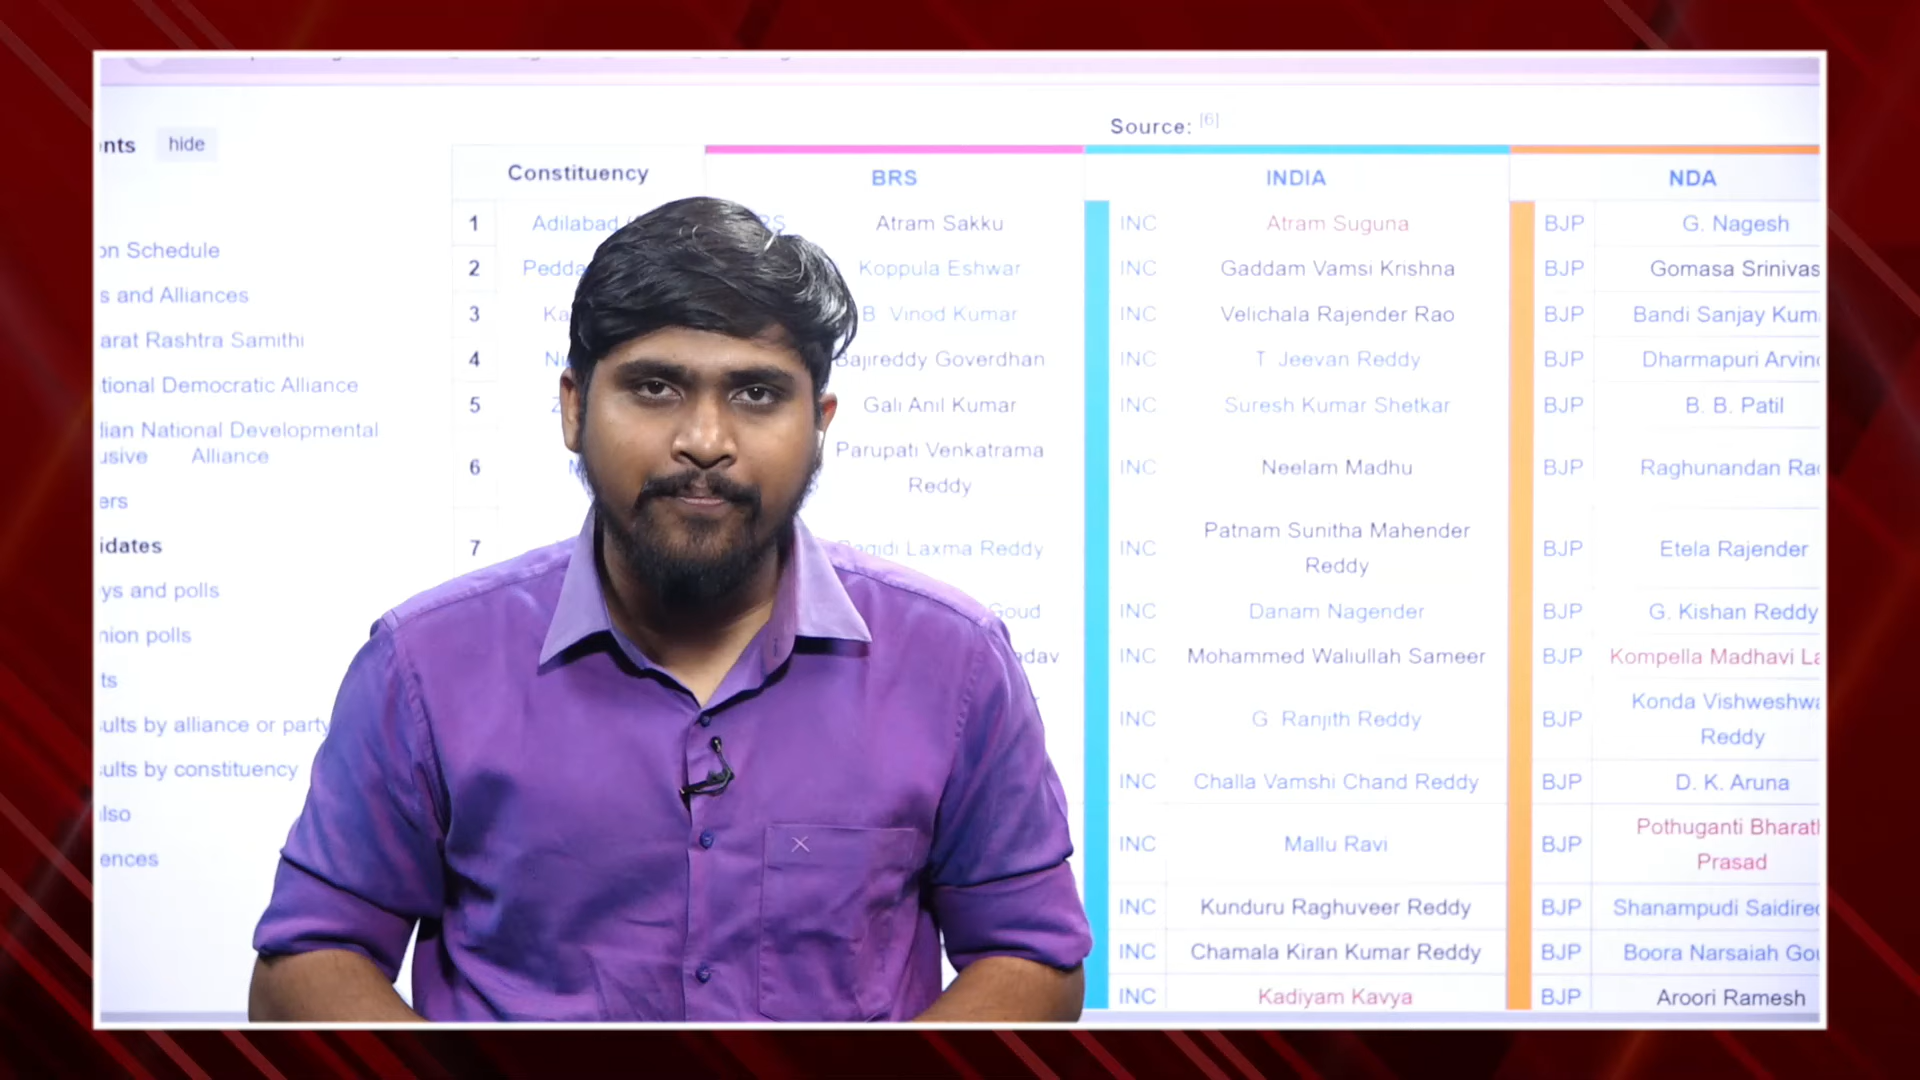 Source: [6]
hide
Constituency BRS INDIA NDA
1 Adilabad Atram Sakku INC Atram Suguna BJP G. Nagesh
2 Koppula Eshwar INC Gaddam Vamsi Krishna BJP Gomasa Srinivas
3 B Vinod Kumar INC Velichala Rajender Rao BJP Bandi Sanjay Kum
4 Bajireddy Goverdhan INC T Jeevan Reddy BJP Dharmapuri Arvin
5 Gali Anil Kumar INC Suresh Kumar Shetkar BJP B. B. Patil
6 Parupati Venkatrama
Reddy
INC Neelam Madhu BJP Raghunandan Ra
7 Laxma Reddy INC Patnam Sunitha Mahender
Reddy
BJP Etela Rajender
Goud INC Danam Nagender BJP G. Kishan Reddy
INC Mohammed Waliullah Sameer BJP Kompella Madhavi La
INC G Ranjith Reddy BJP Konda Vishweshwa
Reddy
INC Challa Vamshi Chand Reddy BJP D. K. Aruna
INC Mallu Ravi BJP Pothuganti Bharat
Prasad
INC Kunduru Raghuveer Reddy BJP Shanampudi Saidired
INC Chamala Kiran Kumar Reddy BJP Boora Narsaiah Gou
INC Kadiyam Kavya BJP Aroori Ramesh
nts
on Schedule
s and Alliances
arat Rashtra Samithi
tional Democratic Alliance
dian National Developmental
usive Alliance
ers
idates
ys and polls
nion polls
ts
sults by alliance or party
sults by constituency
lso
ences